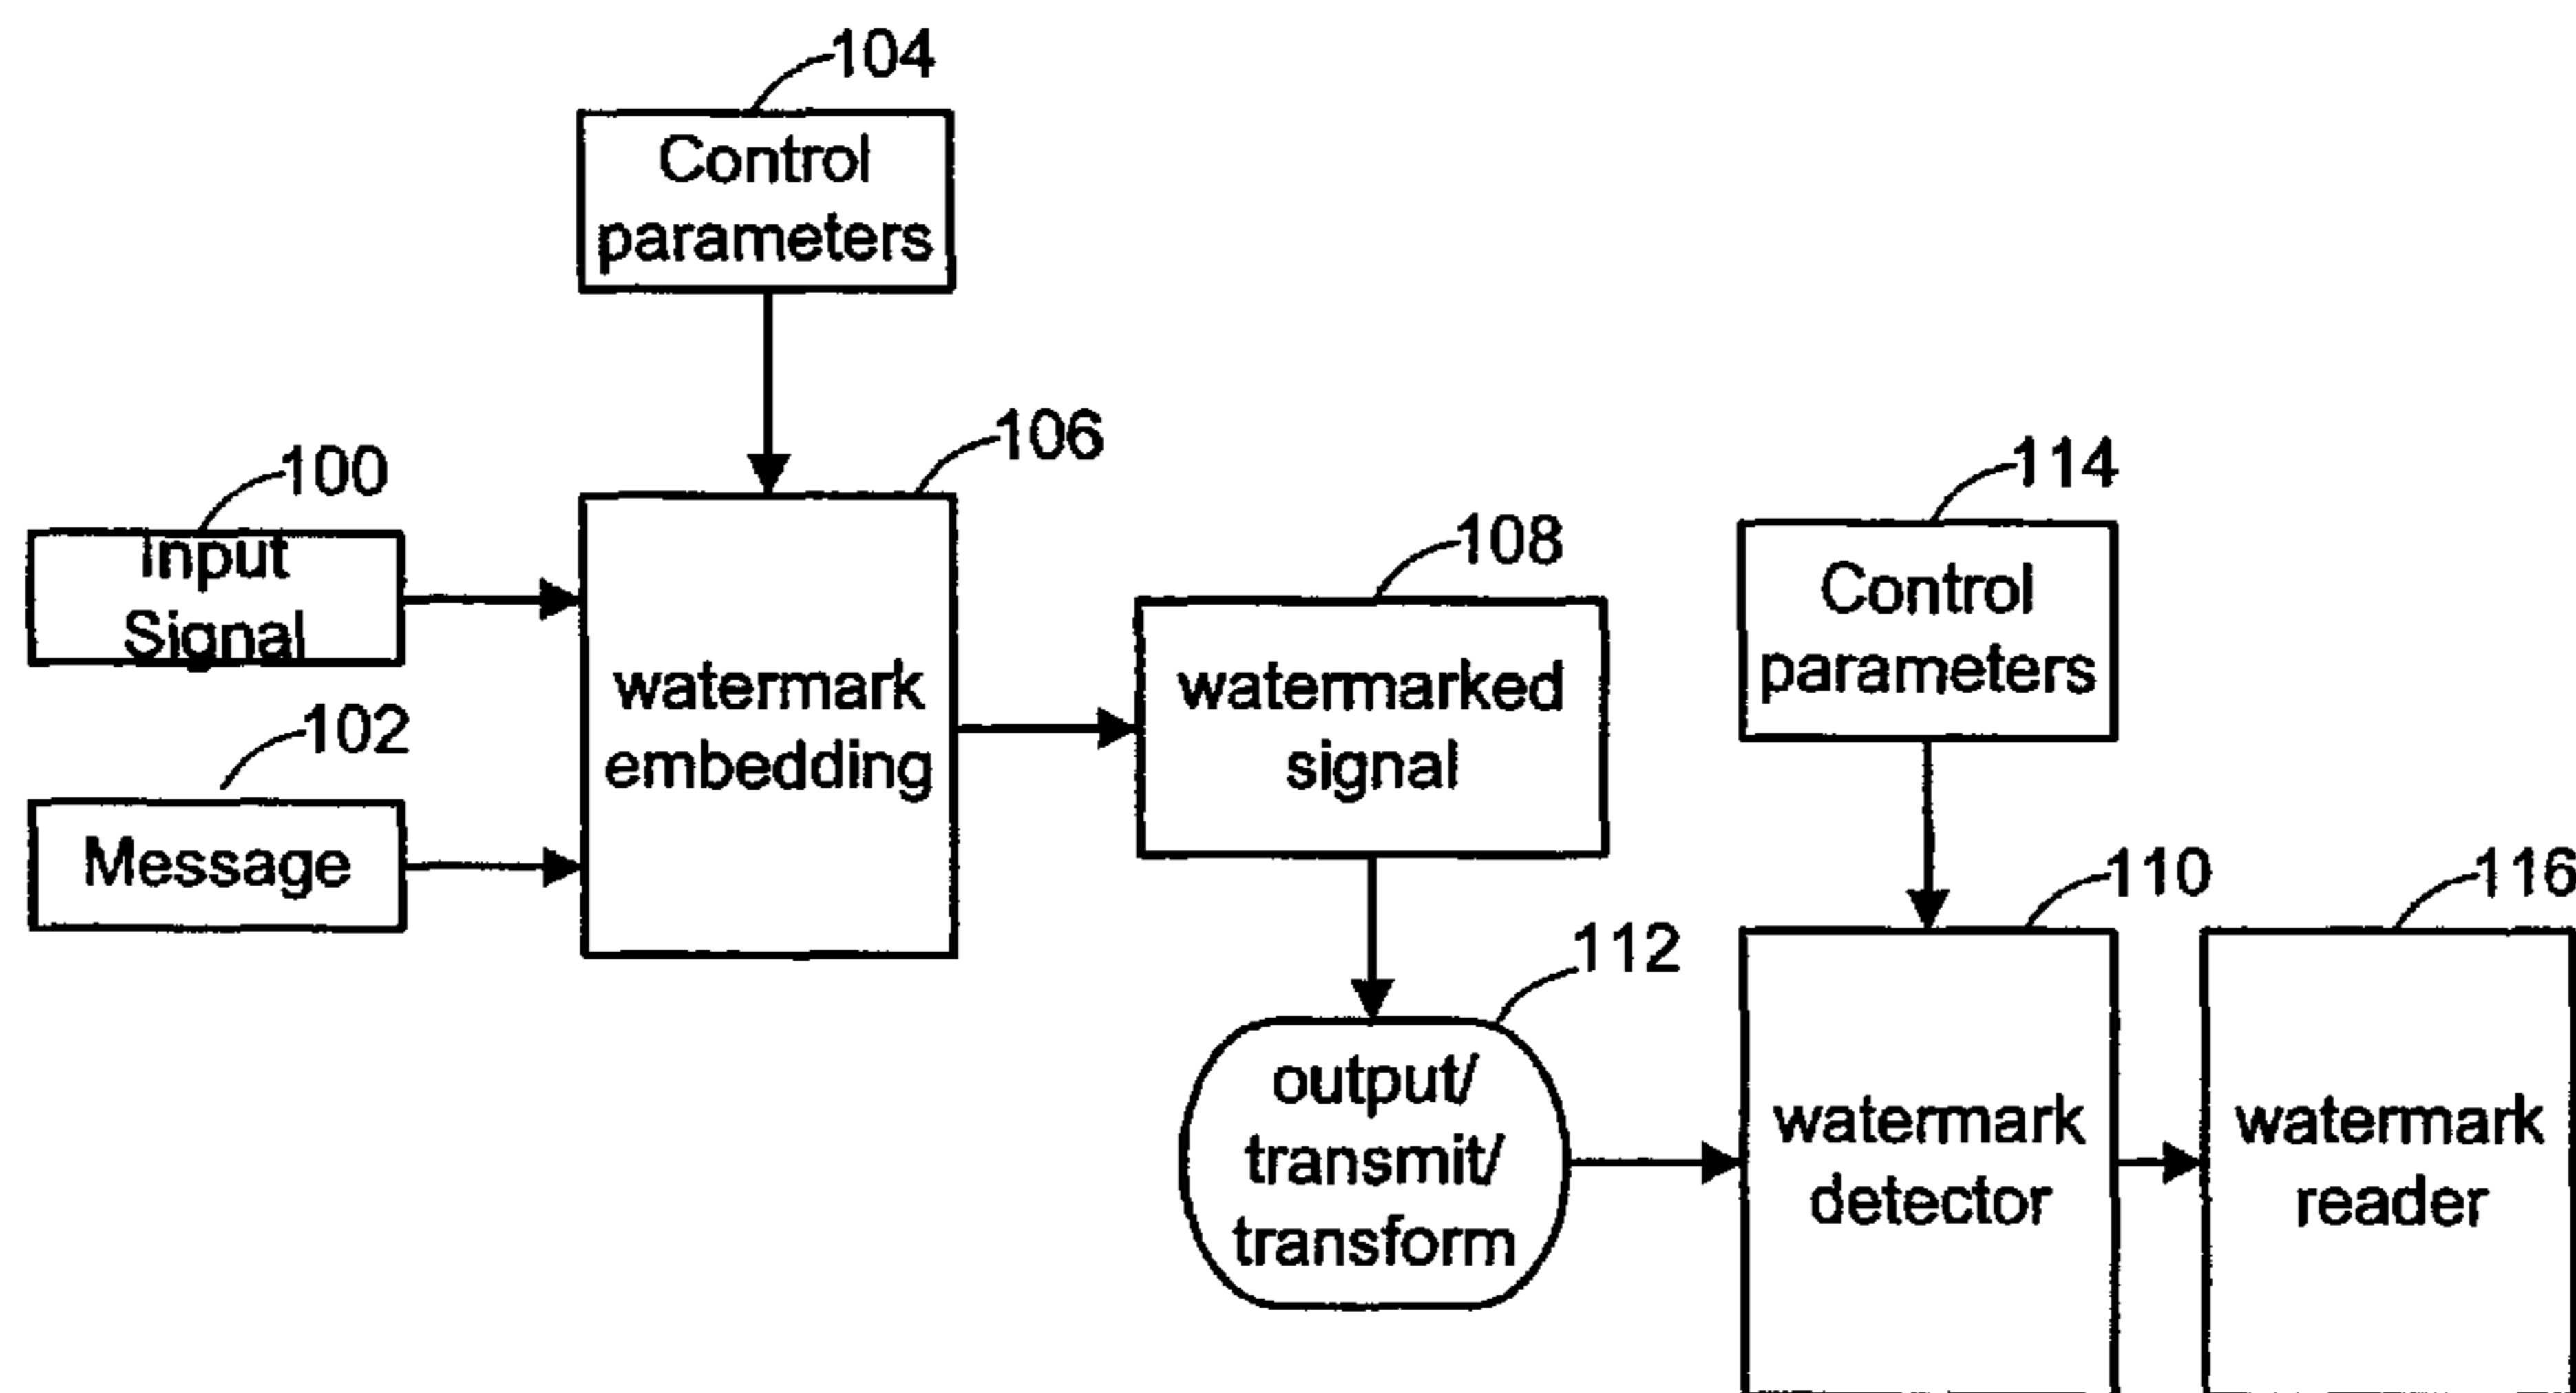 104
Control
parameters
100
Input
Signal
106
102
Message
watermark
embedding
108
watermarked
signal
114
Control
parameters
112
output/
transmit/
transform
110
watermark
detector
116
watermark
reader